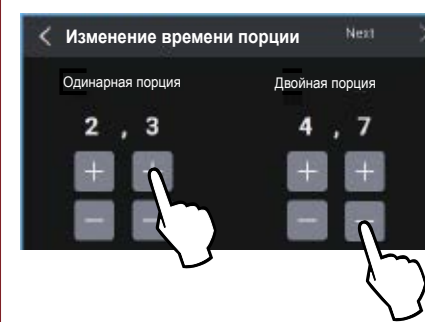 < Изменение времени порции Next >
Одинарная порция Двойная порция
2 , 3 4 , 7
+ + + +
− − − −